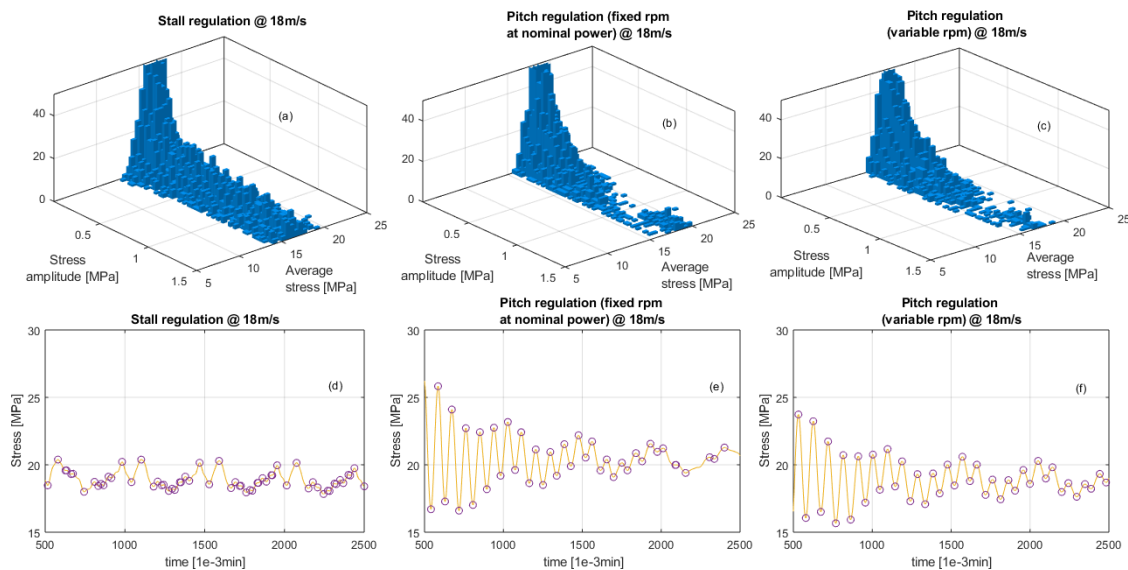 Stall regulation @ 18m/s
(a)
40
20
0
0.5
1
1.5
Stress
amplitude [MPa]
5
10
15
20
25
Average
stress [MPa]
Pitch regulation (fixed rpm
at nominal power) @ 18m/s
(b)
40
20
0
0.5
1
1.5
Stress
amplitude [MPa]
5
10
15
20
25
Average
stress [MPa]
Pitch regulation
(variable rpm) @ 18m/s
(c)
40
20
0
0.5
1
1.5
Stress
amplitude [MPa]
5
10
15
20
25
Average
stress [MPa]
Stall regulation @ 18m/s
(d)
30
25
20
15
Stress [MPa]
500
1000
1500
2000
2500
time [1e-3min]
Pitch regulation (fixed rpm
at nominal power) @ 18m/s
(e)
30
25
20
15
Stress [MPa]
500
1000
1500
2000
2500
time [1e-3min]
Pitch regulation
(variable rpm) @ 18m/s
(f)
30
25
20
15
Stress [MPa]
500
1000
1500
2000
2500
time [1e-3min]